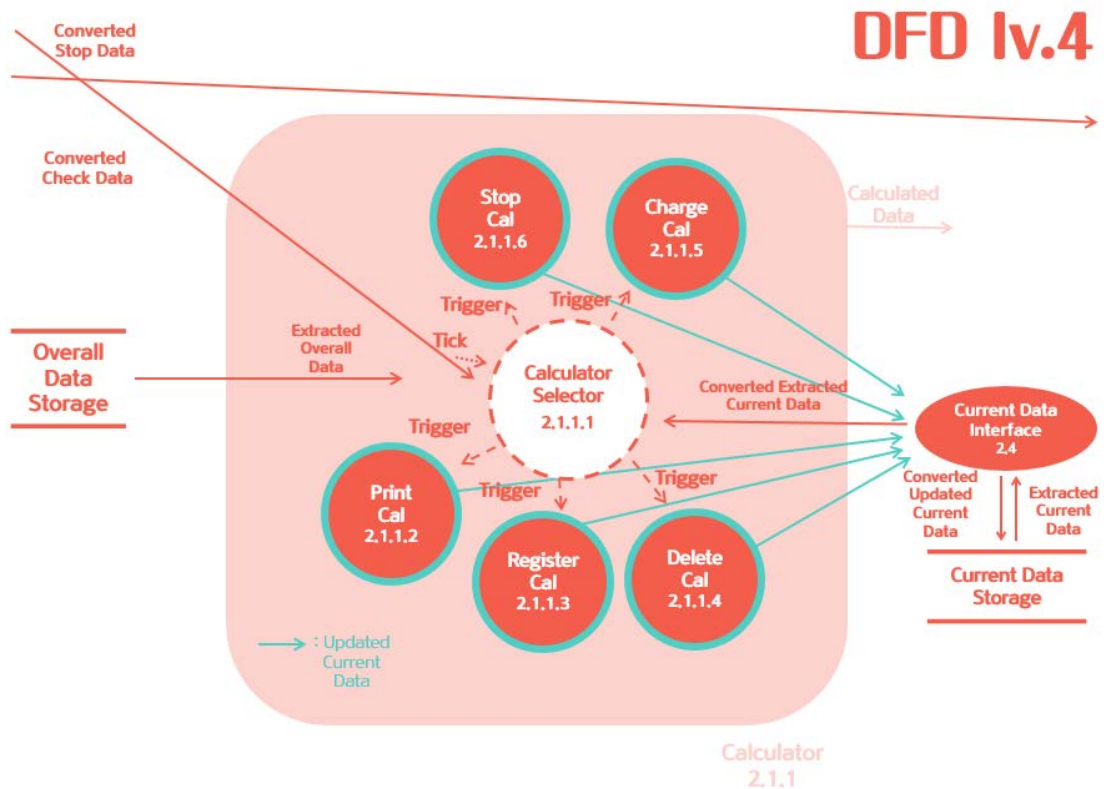 DFD lv.4
Converted
Stop Data
Converted
Check Data
Stop
Cal
2.1.1.6
Charge
Cal
2.1.1.5
Calculated
Data
Trigger
Trigger
Tick
Overall
Data
Storage
Extracted
Overall
Data
Calculator
Selector
2.1.1.1
Converted Extracted
Current Data
Current Data
Interface
2.4
Trigger
Trigger
Trigger
Print
Cal
2.1.1.2
Register
Cal
2.1.1.3
Delete
Cal
2.1.1.4
Converted
Updated
Current
Data
Extracted
Current
Data
Current Data
Storage
: Updated
Current
Data
Calculator
2.1.1